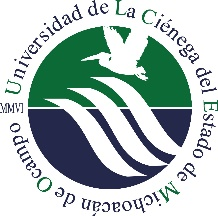 Universidad de La Ciénega del Estado de Michoacán de Ocampo
MMVI